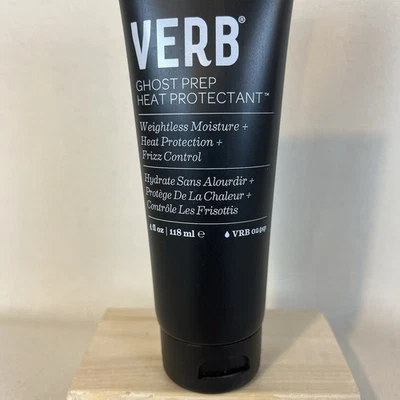 VERB®
GHOST PREP
HEAT PROTECTANT™
Weightless Moisture +
Heat Protection +
Frizz Control
Hydrate Sans Alourdir +
Protège De La Chaleur +
Contrôle Les Frisottis
4 fl oz | 118 ml ℮ VRB